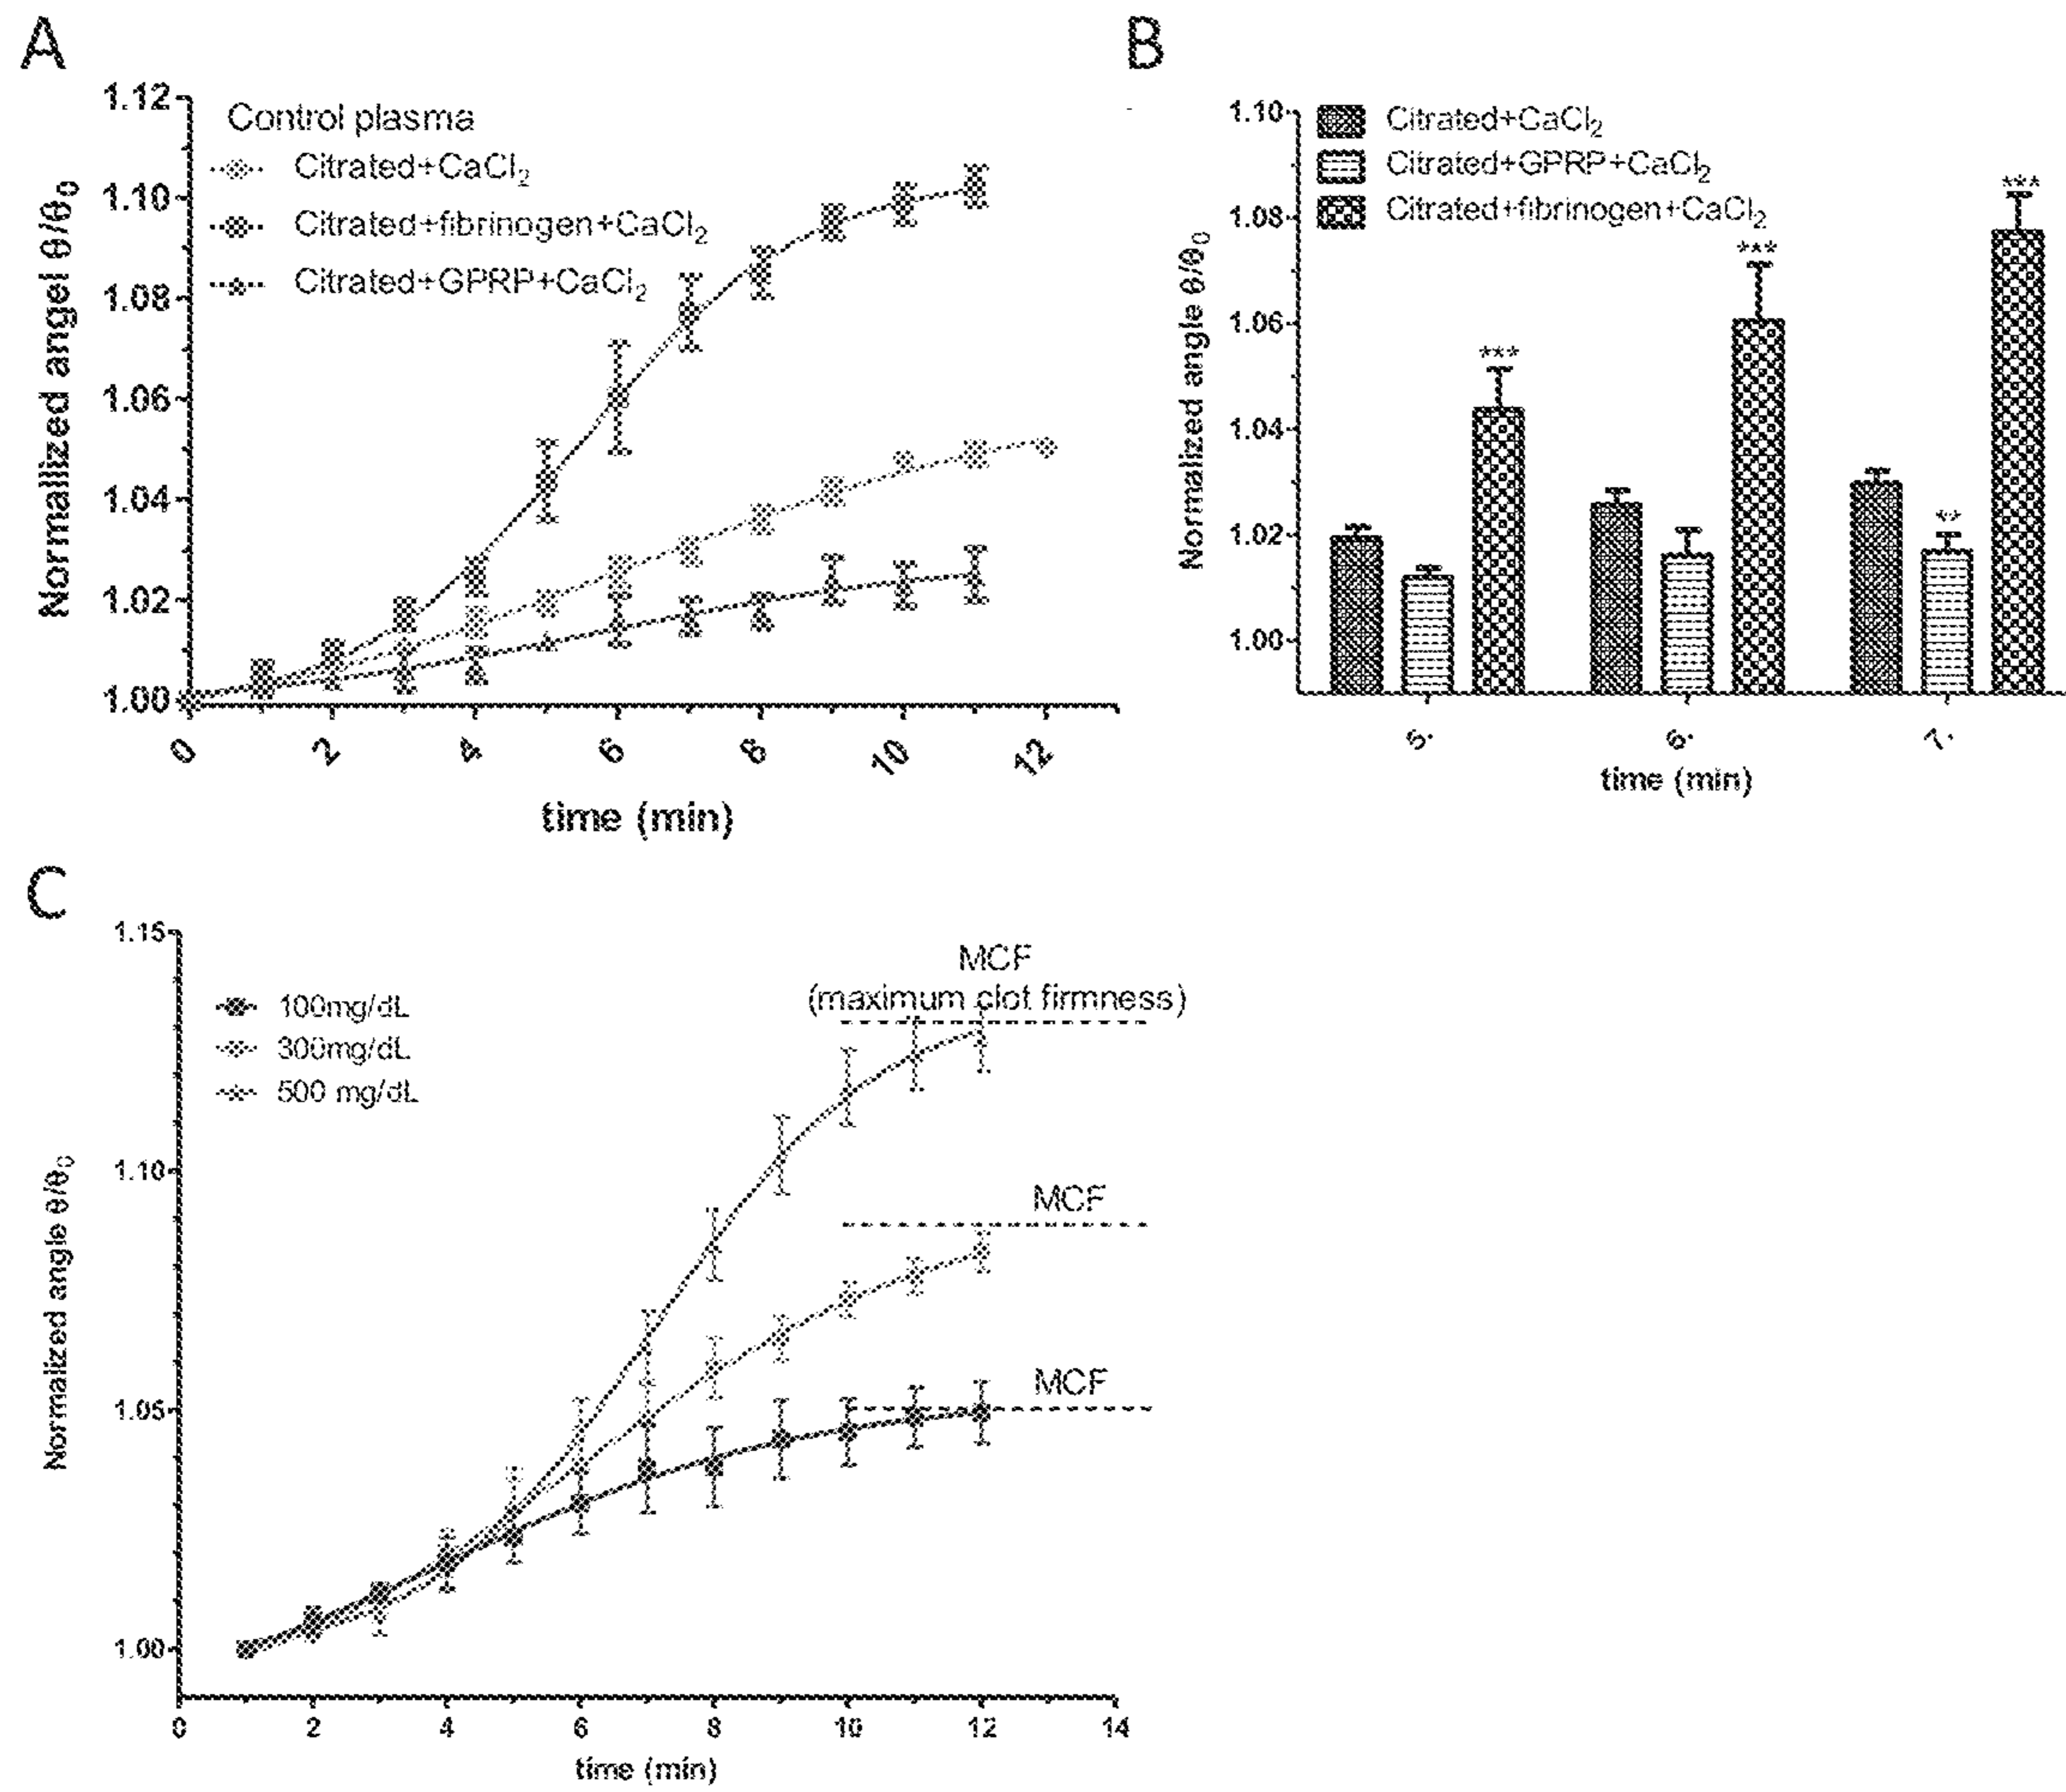 A
1.12
1.10
1.08
1.06
1.04
1.02
1.00
Normalized angel θ/θ₀
Control plasma
Citrated+CaCl₂
Citrated+fibrinogen+CaCl₂
Citrated+GPRP+CaCl₂
0 2 4 6 8 10 12
time (min)
B
1.10
1.08
1.06
1.04
1.02
1.00
Normalized angle θ/θ₀
Citrated+CaCl₂
Citrated+GPRP+CaCl₂
Citrated+fibrinogen+CaCl₂
***
***
**
***
5. 6. 7.
time (min)
C
1.15
1.10
1.05
1.00
Normalized angle θ/θ₀
100mg/dL
300mg/dL
500 mg/dL
MCF
(maximum clot firmness)
MCF
MCF
0 2 4 6 8 10 12 14
time (min)